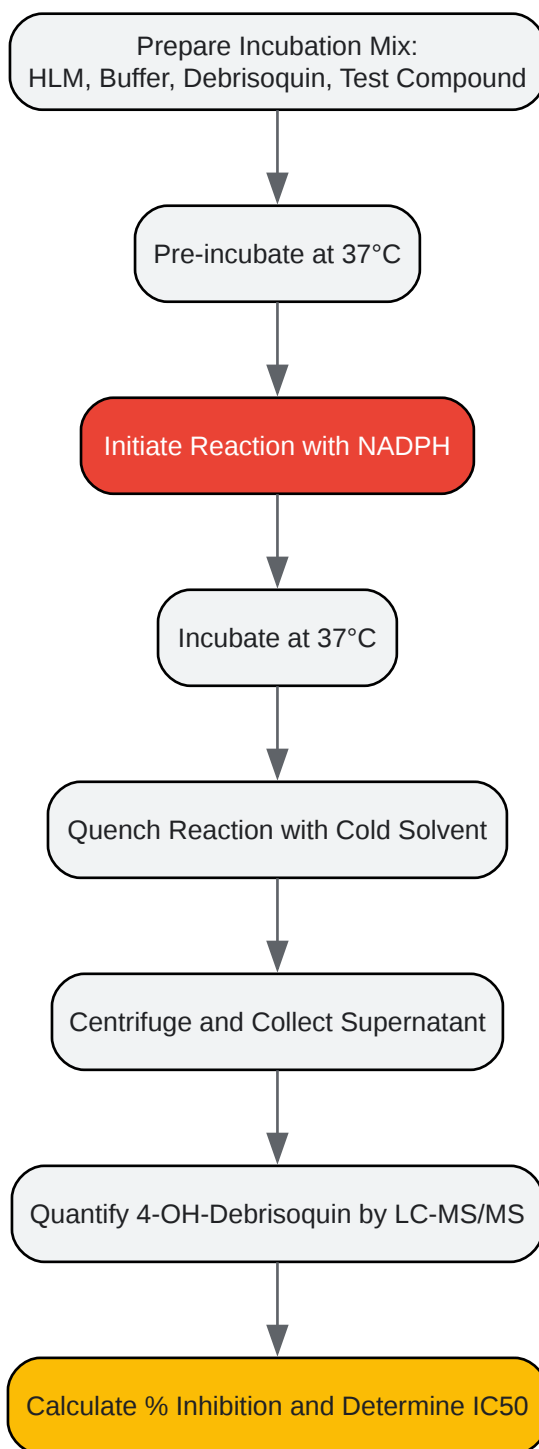 Prepare Incubation Mix:
HLM, Buffer, Debrisoquin, Test Compound
Pre-incubate at 37°C
Initiate Reaction with NADPH
Incubate at 37°C
Quench Reaction with Cold Solvent
Centrifuge and Collect Supernatant
Quantify 4-OH-Debrisoquin by LC-MS/MS
Calculate % Inhibition and Determine IC50